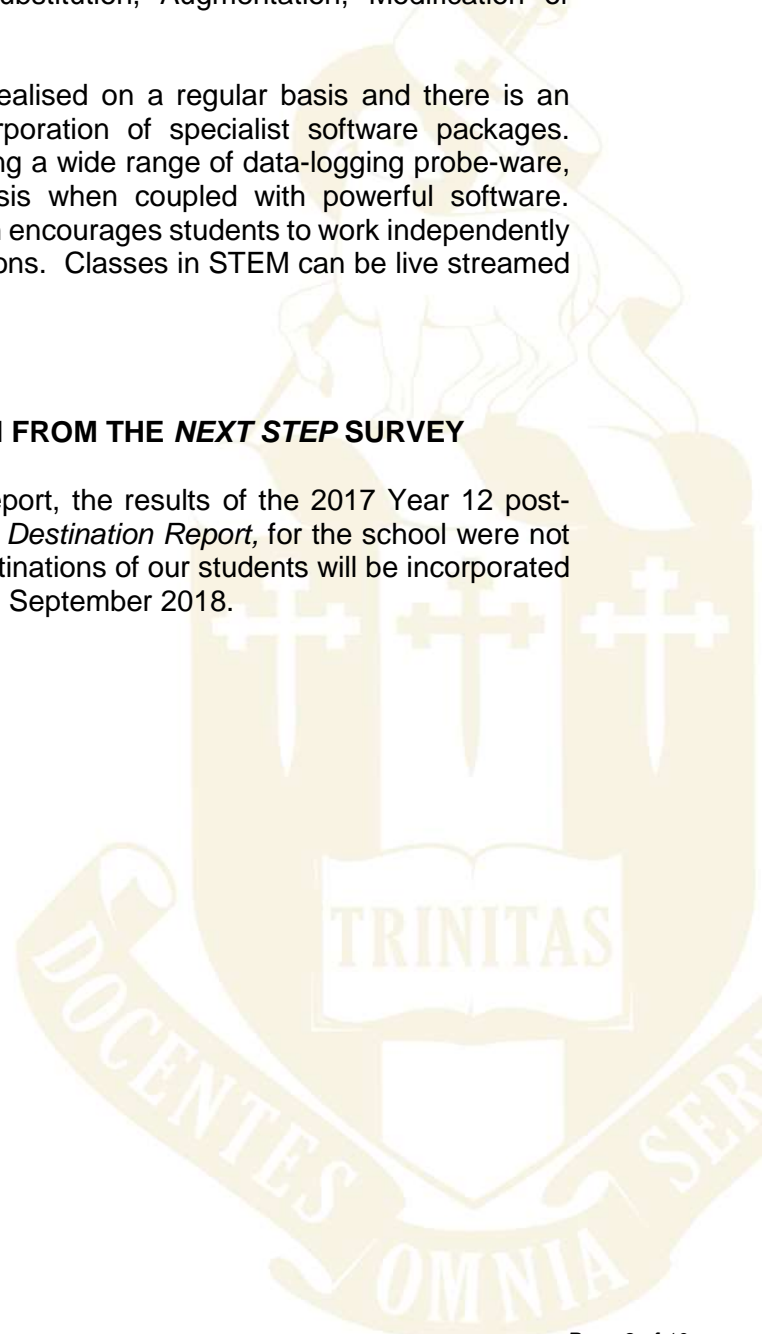 Substitution, Augmentation, Modification or
ealised on a regular basis and there is an
rporation of specialist software packages.
ng a wide range of data-logging probe-ware,
sis when coupled with powerful software.
n encourages students to work independently
ons. Classes in STEM can be live streamed
FROM THE NEXT STEP SURVEY
eport, the results of the 2017 Year 12 post-
Destination Report, for the school were not
tinations of our students will be incorporated
September 2018.
TRINITAS
DOCENTES
OMNIA
SERV